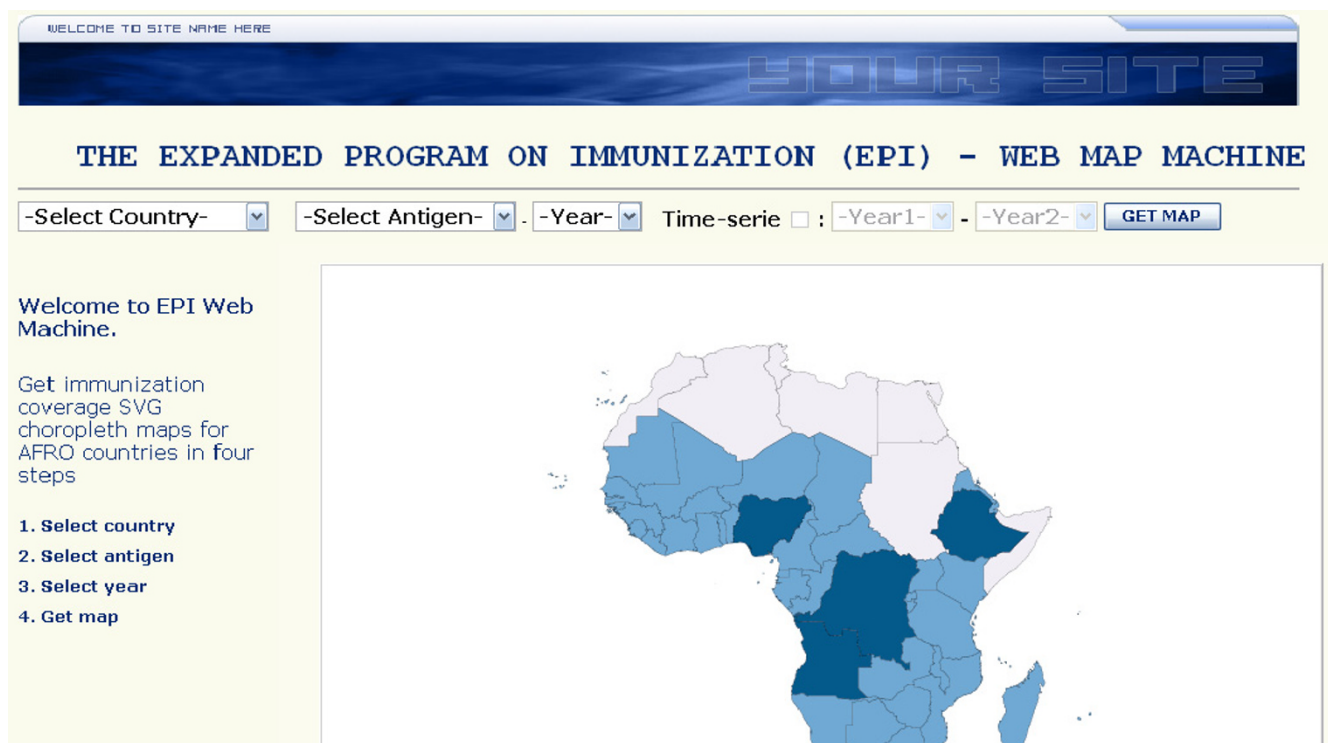 WELCOME TO SITE NAME HERE
YOUR SITE
THE EXPANDED PROGRAM ON IMMUNIZATION (EPI) – WEB MAP MACHINE
-Select Country- -Select Antigen- - -Year- Time-serie : -Year1- - -Year2- GET MAP
Welcome to EPI Web
Machine.
Get immunization
coverage SVG
choropleth maps for
AFRO countries in four
steps
1. Select country
2. Select antigen
3. Select year
4. Get map